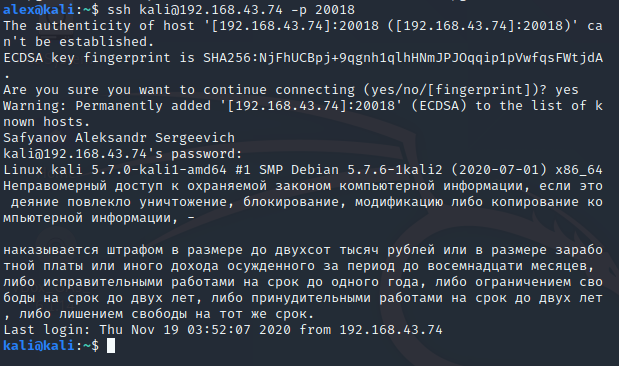 alex@kali:~$ ssh kali@192.168.43.74 -p 20018
The authenticity of host '[192.168.43.74]:20018 ([192.168.43.74]:20018)' ca
n't be established.
ECDSA key fingerprint is SHA256:NjFhUCBpj+9qgnh1qlhHNmJPJOqqip1pVwfqsFWtjdA
.
Are you sure you want to continue connecting (yes/no/[fingerprint])? yes
Warning: Permanently added '[192.168.43.74]:20018' (ECDSA) to the list of k
nown hosts.
Safyanov Aleksandr Sergeevich
kali@192.168.43.74's password:
Linux kali 5.7.0-kali1-amd64 #1 SMP Debian 5.7.6-1kali2 (2020-07-01) x86_64
Неправомерный доступ к охраняемой законом компьютерной информации, если это
деяние повлекло уничтожение, блокирование, модификацию либо копирование ко
мпьютерной информации, -
наказывается штрафом в размере до двухсот тысяч рублей или в размере зарабо
тной платы или иного дохода осужденного за период до восемнадцати месяцев,
либо исправительными работами на срок до одного года, либо ограничением сво
боды на срок до двух лет, либо принудительными работами на срок до двух лет
, либо лишением свободы на тот же срок.
Last login: Thu Nov 19 03:52:07 2020 from 192.168.43.74
kali@kali:~$